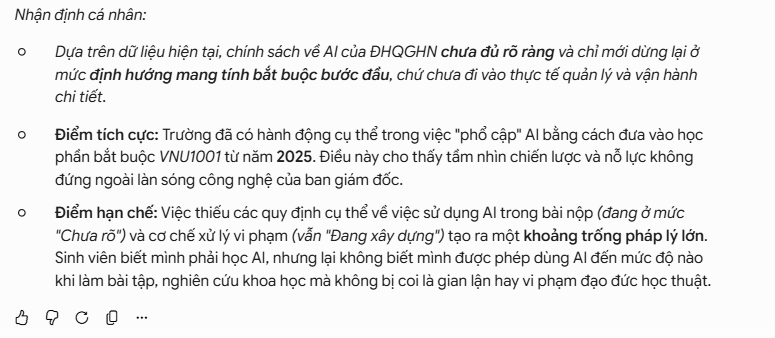 Nhận định cá nhân:
Dựa trên dữ liệu hiện tại, chính sách về AI của ĐHQGHN chưa đủ rõ ràng và chỉ mới dừng lại ở
mức định hướng mang tính bắt buộc bước đầu, chứ chưa đi vào thực tế quản lý và vận hành
chi tiết.
Điểm tích cực: Trường đã có hành động cụ thể trong việc "phổ cập" AI bằng cách đưa vào học
phần bắt buộc VNU1001 từ năm 2025. Điều này cho thấy tầm nhìn chiến lược và nỗ lực không
đứng ngoài làn sóng công nghệ của ban giám đốc.
Điểm hạn chế: Việc thiếu các quy định cụ thể về việc sử dụng AI trong bài nộp (đang ở mức
"Chưa rõ") và cơ chế xử lý vi phạm (vẫn "Đang xây dựng") tạo ra một khoảng trống pháp lý lớn.
Sinh viên biết mình phải học AI, nhưng lại không biết mình được phép dùng AI đến mức độ nào
khi làm bài tập, nghiên cứu khoa học mà không bị coi là gian lận hay vi phạm đạo đức học thuật.